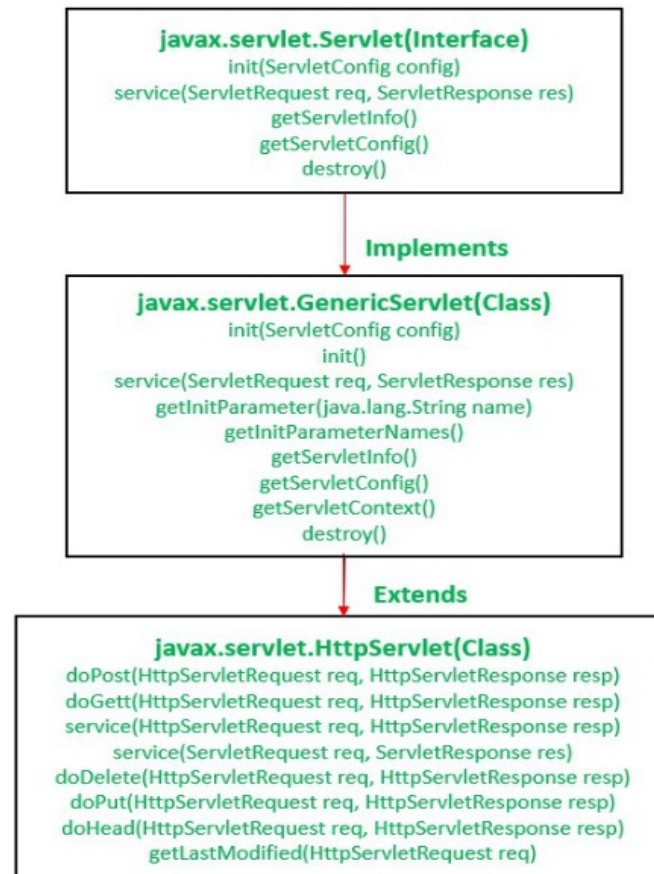 javax.servlet.Servlet(Interface)
init(ServletConfig config)
service(ServletRequest req, ServletResponse res)
getServletInfo()
getServletConfig()
destroy()
Implements
javax.servlet.GenericServlet(Class)
init(ServletConfig config)
init()
service(ServletRequest req, ServletResponse res)
getInitParameter(java.lang.String name)
getInitParameterNames()
getServletInfo()
getServletConfig()
getServletContext()
destroy()
Extends
javax.servlet.HttpServlet(Class)
doPost(HttpServletRequest req, HttpServletResponse resp)
doGett(HttpServletRequest req, HttpServletResponse resp)
service(HttpServletRequest req, HttpServletResponse resp)
service(ServletRequest req, ServletResponse res)
doDelete(HttpServletRequest req, HttpServletResponse resp)
doPut(HttpServletRequest req, HttpServletResponse resp)
doHead(HttpServletRequest req, HttpServletResponse resp)
getLastModified(HttpServletRequest req)